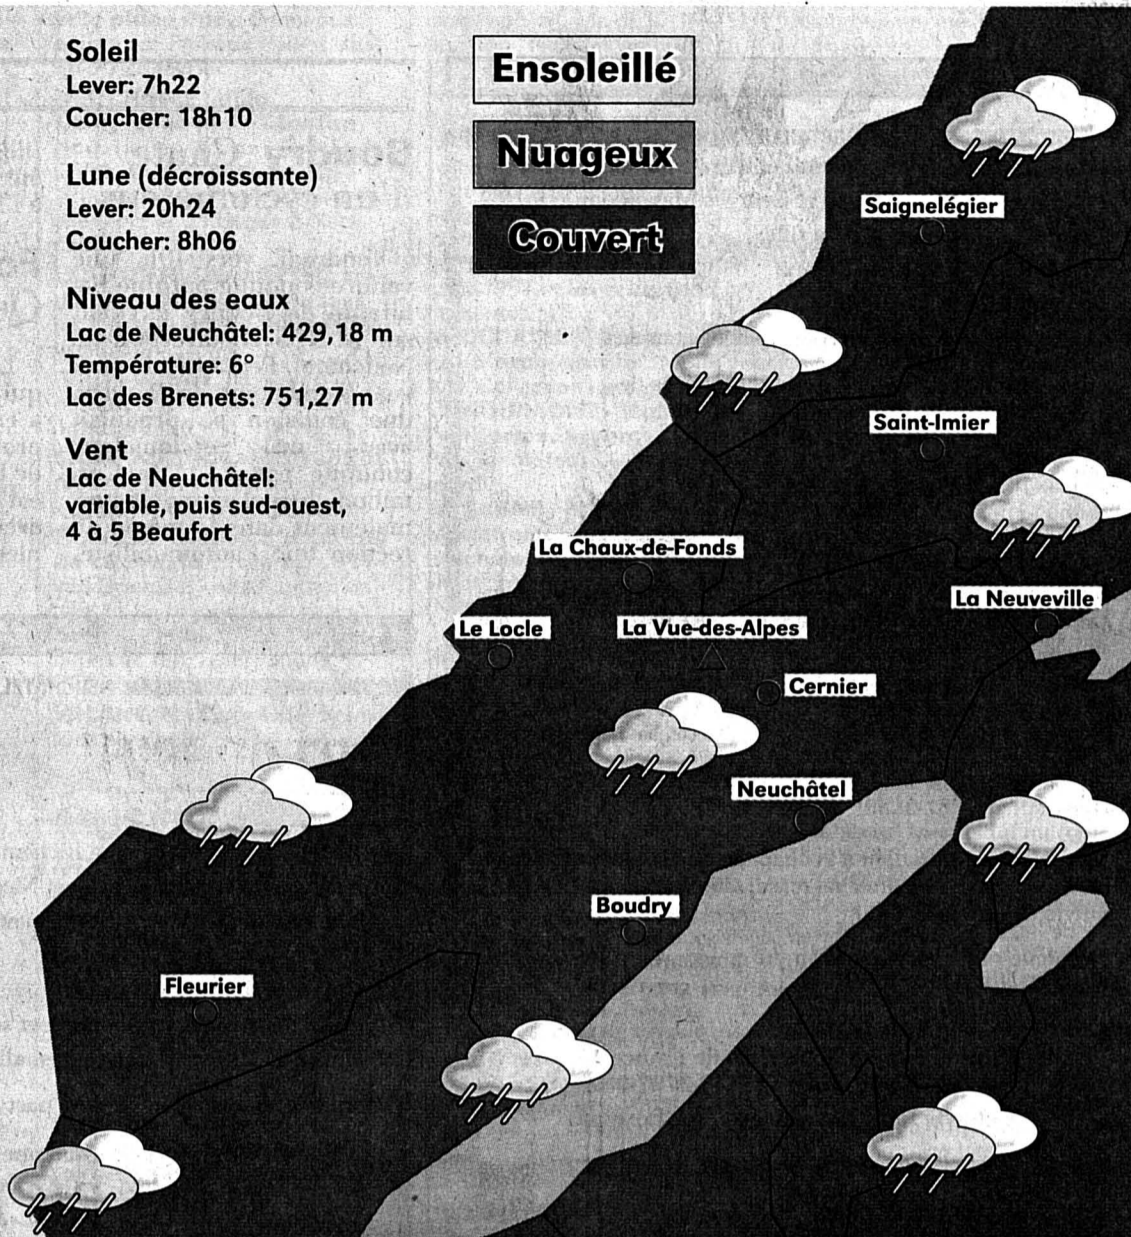 Soleil
Lever: 7h22
Coucher: 18h10
Lune (décroissante)
Lever: 20h24
Coucher: 8h06
Niveau des eaux
Lac de Neuchâtel: 429,18 m
Température: 6°
Lac des Brenets: 751,27 m
Vent
Lac de Neuchâtel:
variable, puis sud-ouest,
4 à 5 Beaufort
Ensoleillé
Nuageux
Couvert
Saignelégier
Saint-Imier
La Chaux-de-Fonds
La Neuveville
Le Locle
La Vue-des-Alpes
Cernier
Neuchâtel
Boudry
Fleurier